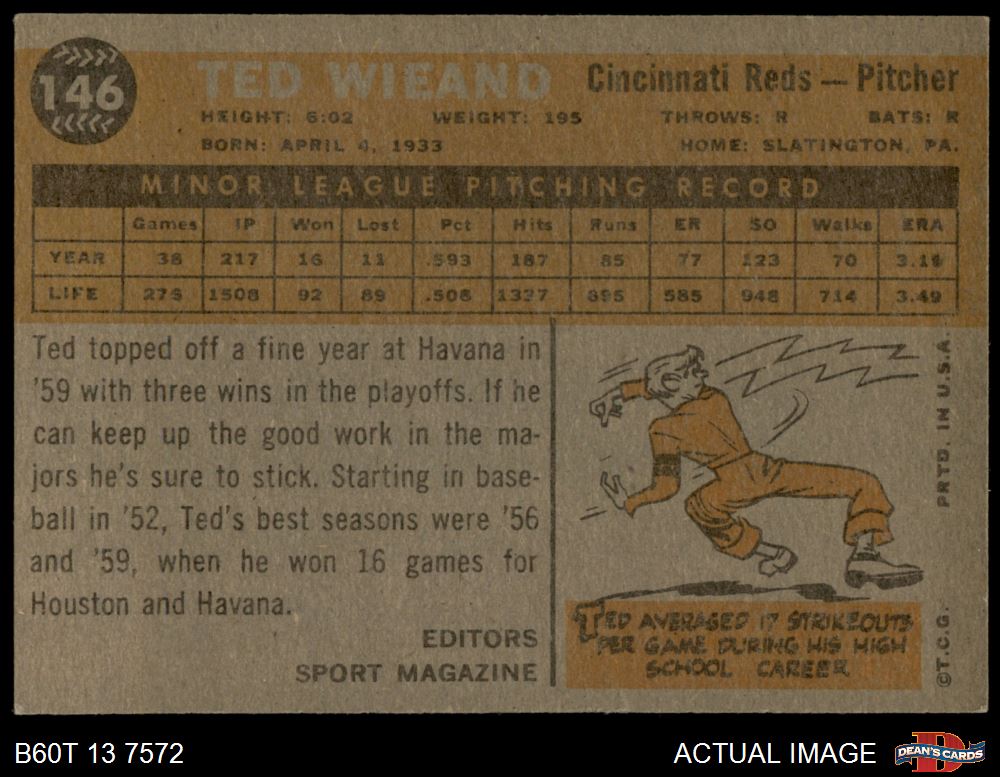 146
TED WIEAND
Cincinnati Reds — Pitcher
HEIGHT: 6:02 WEIGHT: 195 THROWS: R BATS: R
BORN: APRIL 4, 1933 HOME: SLATINGTON, PA.
MINOR LEAGUE PITCHING RECORD
Games IP Won Lost Pct Hits Runs ER SO Walks ERA
YEAR 38 217 16 11 .593 187 85 77 123 70 3.19
LIFE 275 1508 92 89 .508 1327 695 585 948 714 3.49
Ted topped off a fine year at Havana in
'59 with three wins in the playoffs. If he
can keep up the good work in the ma-
jors he's sure to stick. Starting in base-
ball in '52, Ted's best seasons were '56
and '59, when he won 16 games for
Houston and Havana.
EDITORS
SPORT MAGAZINE
TED AVERAGED 17 STRIKEOUTS
PER GAME DURING HIS HIGH
SCHOOL CAREER
©T.C.G. PRTD. IN U.S.A.
B60T 13 7572
ACTUAL IMAGE
D
DEAN'S CARDS